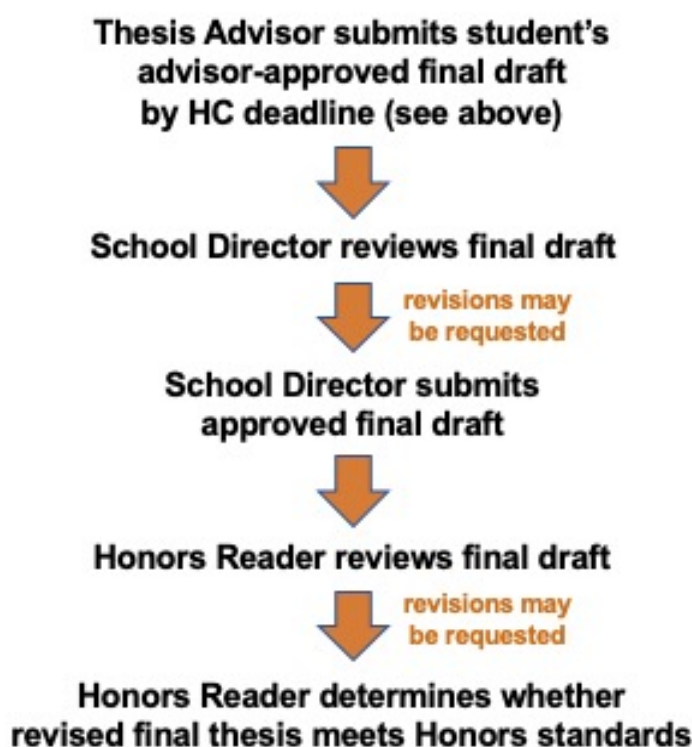 Thesis Advisor submits student’s
advisor-approved final draft
by HC deadline (see above)
School Director reviews final draft
revisions may
be requested
School Director submits
approved final draft
Honors Reader reviews final draft
revisions may
be requested
Honors Reader determines whether
revised final thesis meets Honors standards